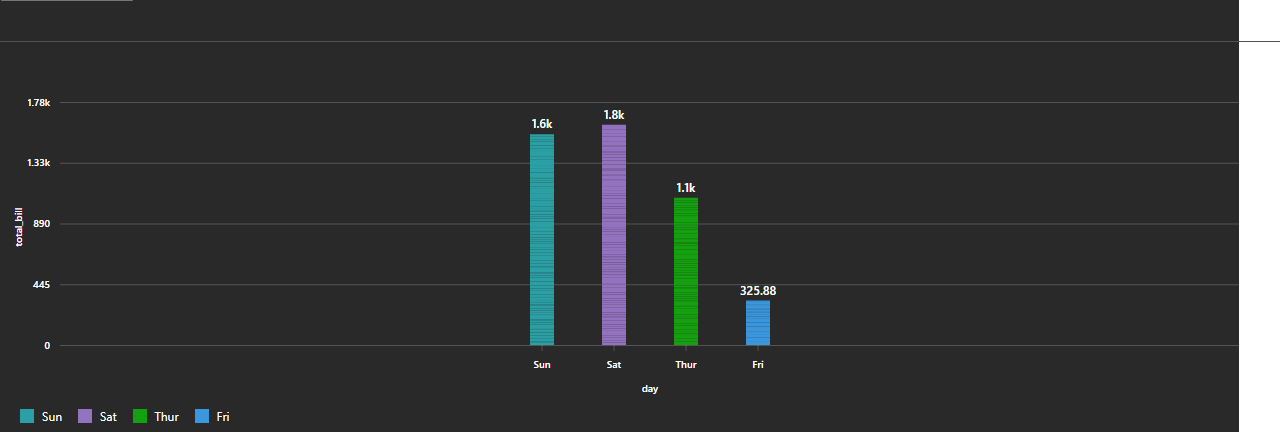 1.78k
1.33k
890
445
0
total_bill
1.6k
1.8k
1.1k
325.88
Sun Sat Thur Fri
day
Sun Sat Thur Fri